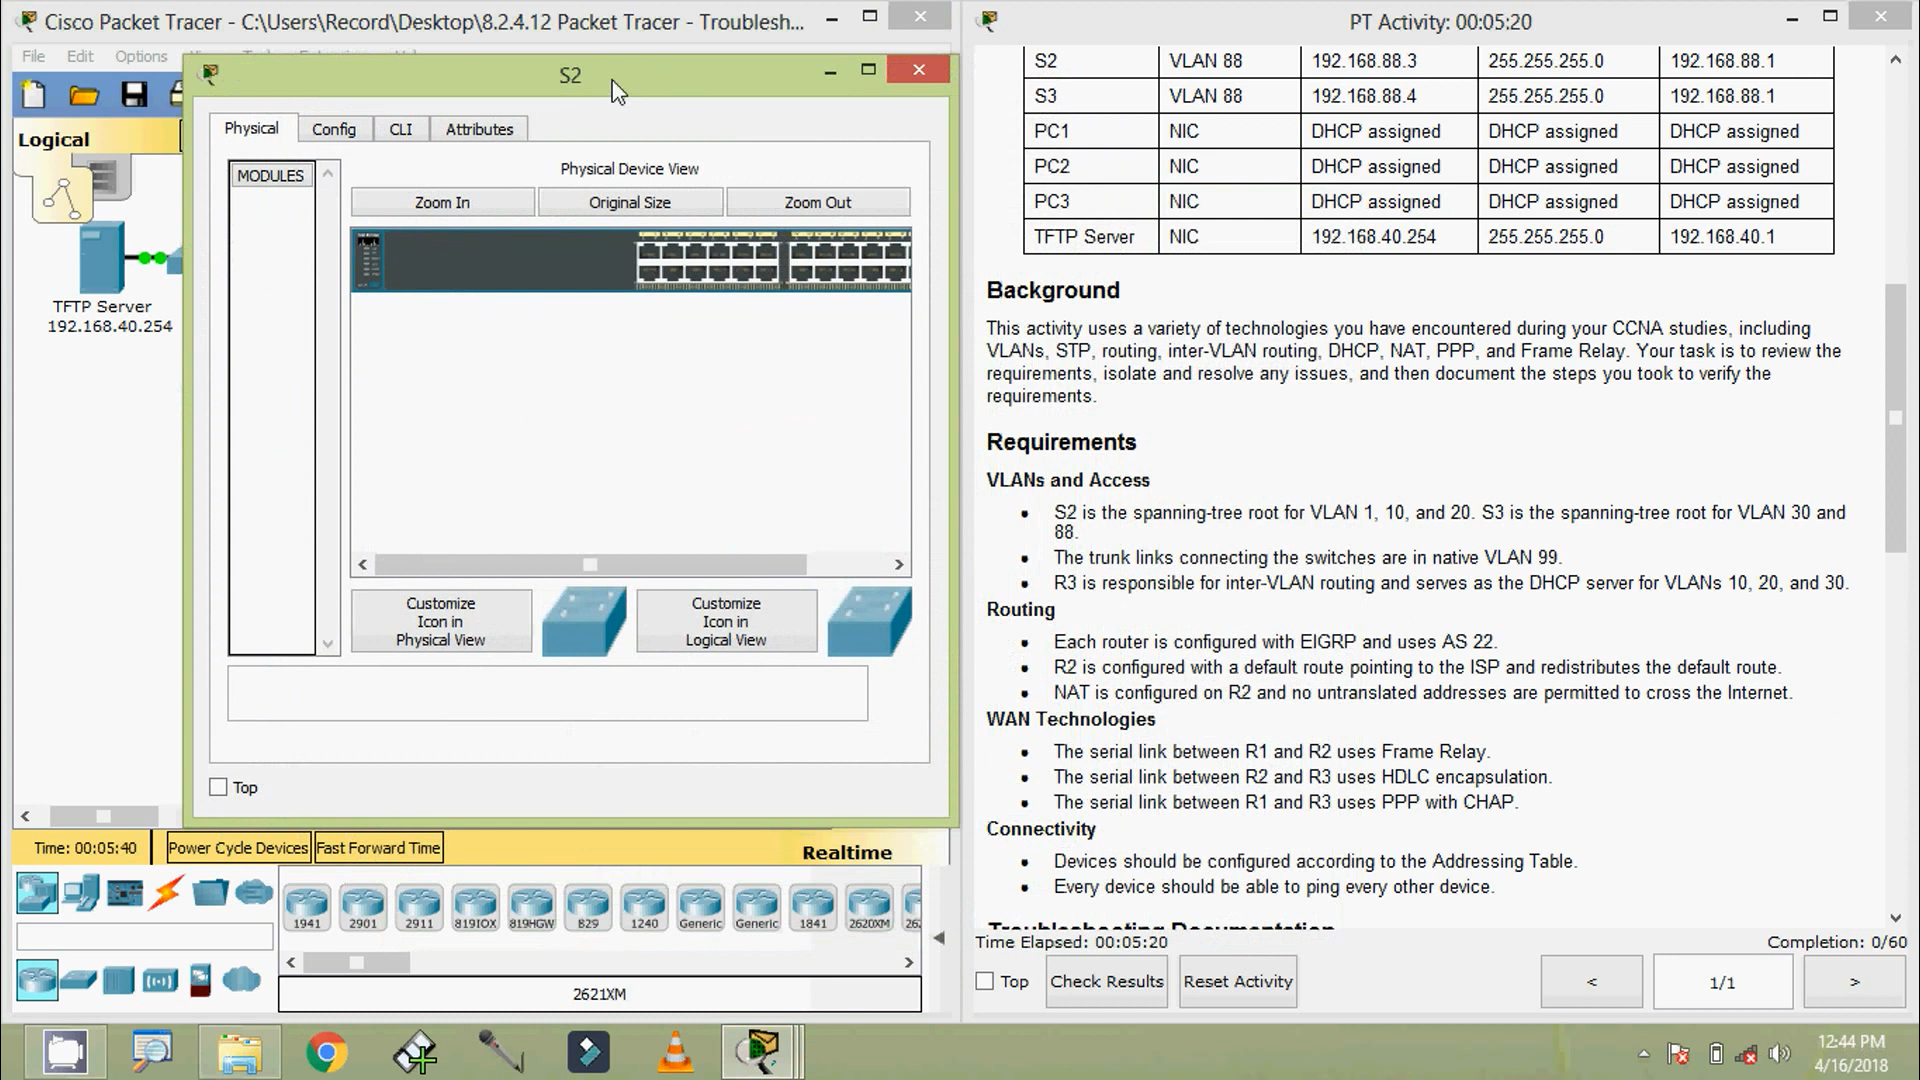 Cisco Packet Tracer - C:\Users\Record\Desktop\8.2.4.12 Packet Tracer - Troublesh...
File Edit Options
Logical
TFTP Server
192.168.40.254
S2
Physical Config CLI Attributes
MODULES
Physical Device View
Zoom In Original Size Zoom Out
Customize
Icon in
Physical View
Customize
Icon in
Logical View
Top
Time: 00:05:40 Power Cycle Devices Fast Forward Time Realtime
1941 2901 2911 819IOX 819HGW 829 1240 Generic Generic 1841 2620XM 262
2621XM
PT Activity: 00:05:20
S2 VLAN 88 192.168.88.3 255.255.255.0 192.168.88.1
S3 VLAN 88 192.168.88.4 255.255.255.0 192.168.88.1
PC1 NIC DHCP assigned DHCP assigned DHCP assigned
PC2 NIC DHCP assigned DHCP assigned DHCP assigned
PC3 NIC DHCP assigned DHCP assigned DHCP assigned
TFTP Server NIC 192.168.40.254 255.255.255.0 192.168.40.1
Background
This activity uses a variety of technologies you have encountered during your CCNA studies, including
VLANs, STP, routing, inter-VLAN routing, DHCP, NAT, PPP, and Frame Relay. Your task is to review the
requirements, isolate and resolve any issues, and then document the steps you took to verify the
requirements.
Requirements
VLANs and Access
• S2 is the spanning-tree root for VLAN 1, 10, and 20. S3 is the spanning-tree root for VLAN 30 and
88.
• The trunk links connecting the switches are in native VLAN 99.
• R3 is responsible for inter-VLAN routing and serves as the DHCP server for VLANs 10, 20, and 30.
Routing
• Each router is configured with EIGRP and uses AS 22.
• R2 is configured with a default route pointing to the ISP and redistributes the default route.
• NAT is configured on R2 and no untranslated addresses are permitted to cross the Internet.
WAN Technologies
• The serial link between R1 and R2 uses Frame Relay.
• The serial link between R2 and R3 uses HDLC encapsulation.
• The serial link between R1 and R3 uses PPP with CHAP.
Connectivity
• Devices should be configured according to the Addressing Table.
• Every device should be able to ping every other device.
Troubleshooting Documentation
Time Elapsed: 00:05:20 Completion: 0/60
Top Check Results Reset Activity < 1/1 >
12:44 PM
4/16/2018